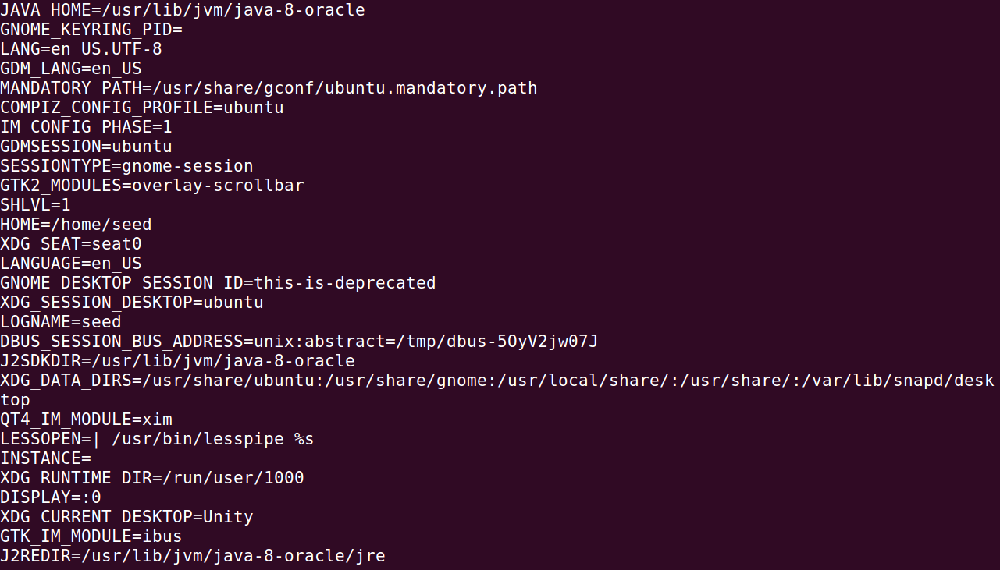 JAVA_HOME=/usr/lib/jvm/java-8-oracle
GNOME_KEYRING_PID=
LANG=en_US.UTF-8
GDM_LANG=en_US
MANDATORY_PATH=/usr/share/gconf/ubuntu.mandatory.path
COMPIZ_CONFIG_PROFILE=ubuntu
IM_CONFIG_PHASE=1
GDMSESSION=ubuntu
SESSIONTYPE=gnome-session
GTK2_MODULES=overlay-scrollbar
SHLVL=1
HOME=/home/seed
XDG_SEAT=seat0
LANGUAGE=en_US
GNOME_DESKTOP_SESSION_ID=this-is-deprecated
XDG_SESSION_DESKTOP=ubuntu
LOGNAME=seed
DBUS_SESSION_BUS_ADDRESS=unix:abstract=/tmp/dbus-5OyV2jw07J
J2SDKDIR=/usr/lib/jvm/java-8-oracle
XDG_DATA_DIRS=/usr/share/ubuntu:/usr/share/gnome:/usr/local/share/:/usr/share/:/var/lib/snapd/desk
top
QT4_IM_MODULE=xim
LESSOPEN=| /usr/bin/lesspipe %s
INSTANCE=
XDG_RUNTIME_DIR=/run/user/1000
DISPLAY=:0
XDG_CURRENT_DESKTOP=Unity
GTK_IM_MODULE=ibus
J2REDIR=/usr/lib/jvm/java-8-oracle/jre